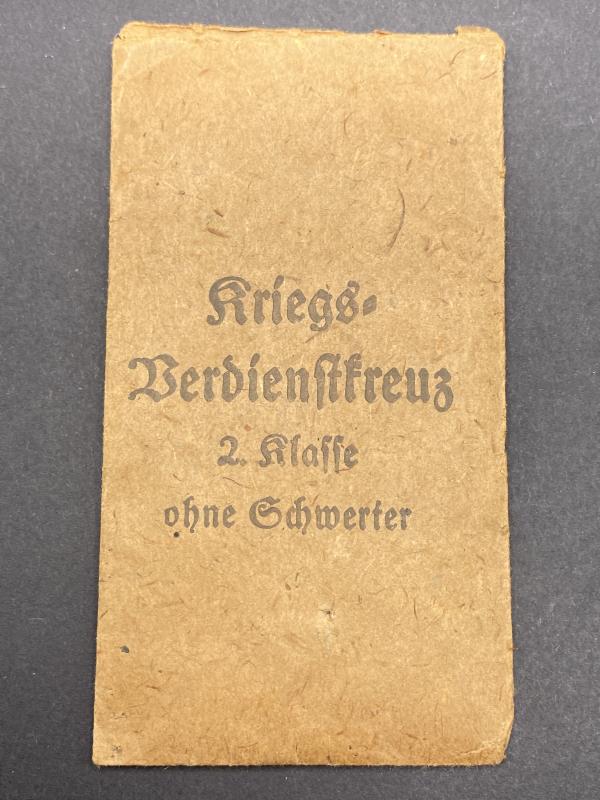 Kriegs-
Verdienstkreuz
2. Klasse
ohne Schwerter